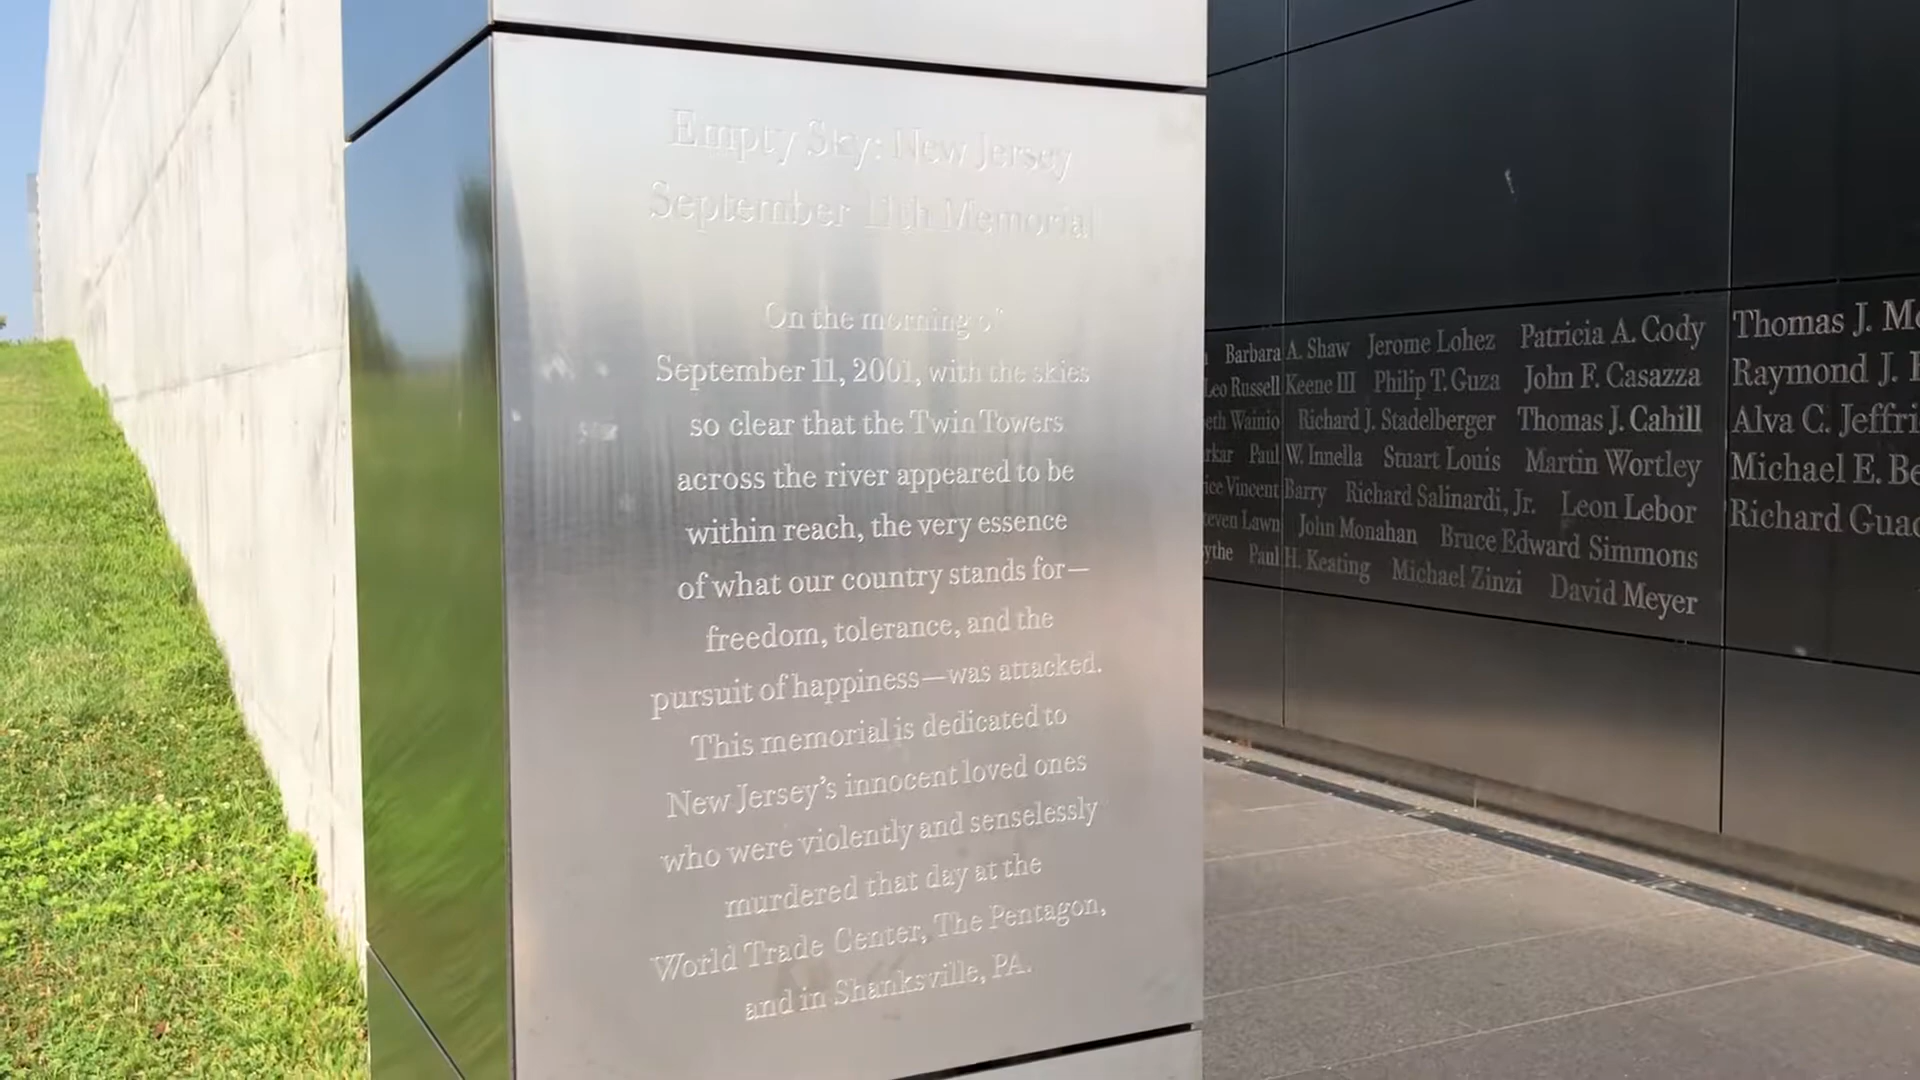 Empty Sky: New Jersey
September 11th Memorial
On the morning of
September 11, 2001, with the skies
so clear that the Twin Towers
across the river appeared to be
within reach, the very essence
of what our country stands for—
freedom, tolerance, and the
pursuit of happiness—was attacked.
This memorial is dedicated to
New Jersey's innocent loved ones
who were violently and senselessly
murdered that day at the
World Trade Center, The Pentagon,
and in Shanksville, PA.
Barbara A. Shaw Jerome Lohez Patricia A. Cody Thomas J.
Leo Russell Keene III Philip T. Guza John F. Casazza Raymond J.
Wainio Richard J. Stadelberger Thomas J. Cahill Alva C.
Paul W. Innella Stuart Louis Martin Wortley Michael E.
Vincent Barry Richard Salinardi, Jr. Leon Lebor Richard
Lawn John Monahan Bruce Edward Simmons
Paul H. Keating Michael Zinzi David Meyer